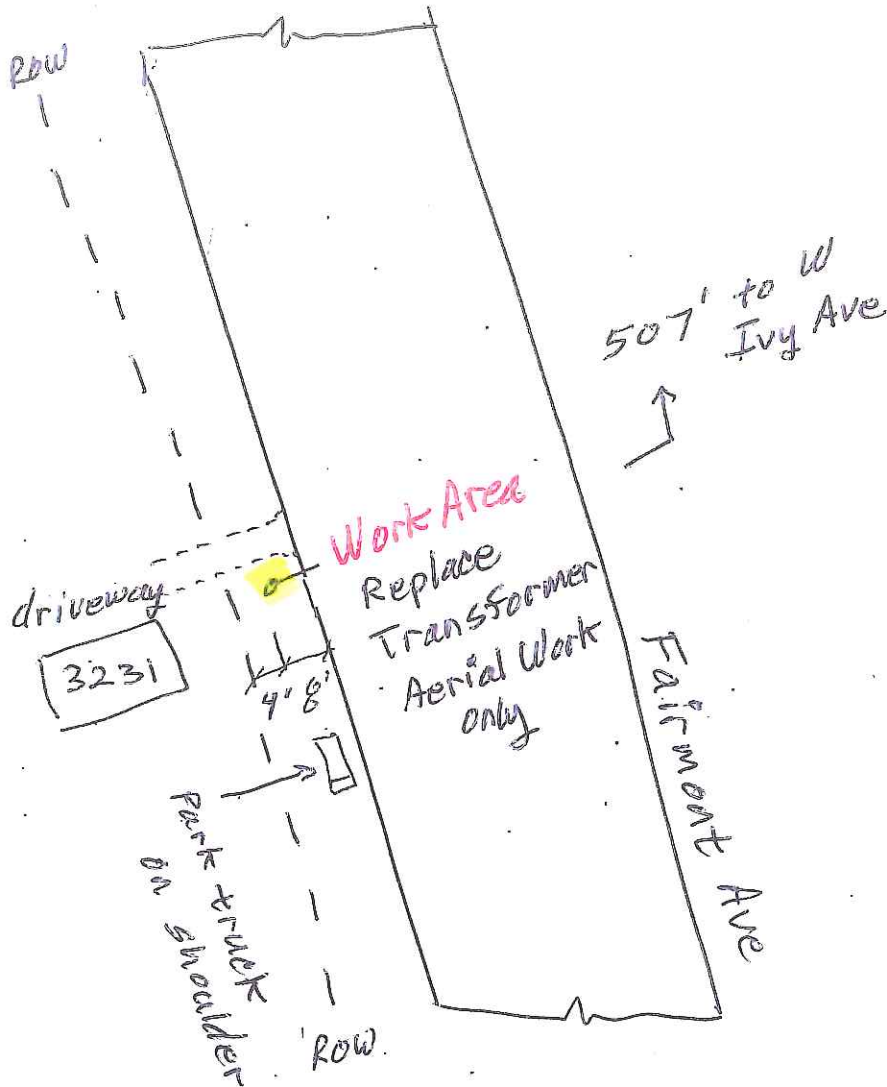 ROW
507' to W
Ivy Ave
Work Area
Replace
Transformer
Aerial Work
only
driveway
3231
4' 8'
Fairmont Ave
Park truck
on shoulder
ROW